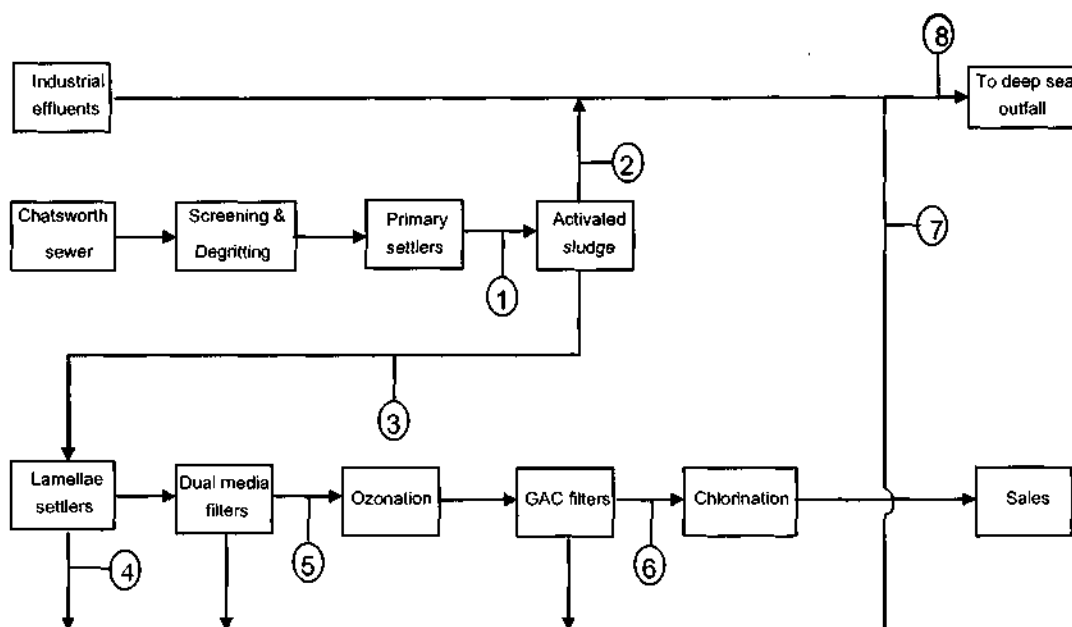 8
Industrial
effluents
To deep sea
outfall
2
Chatsworth
sewer
Screening &
Degritting
Primary
settlers
Activated
sludge
7
1
3
Lamellae
settlers
Dual media
filters
Ozonation
GAC filters
Chlorination
Sales
4
5
6